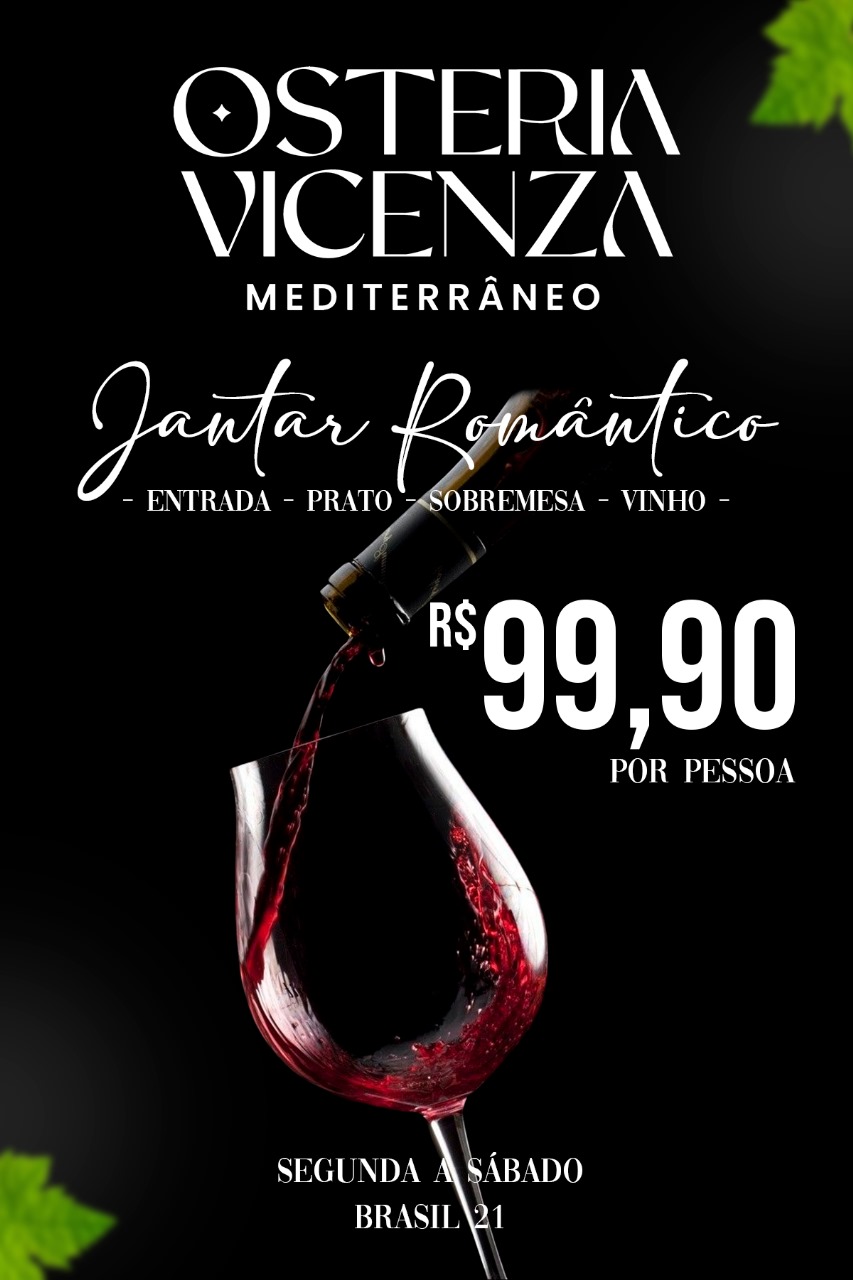 OSTERIA
VICENZA
MEDITERRÂNEO
Jantar Romântico
- ENTRADA - PRATO - SOBREMESA - VINHO -
R$99,90
POR PESSOA
SEGUNDA A SÁBADO
BRASIL 21